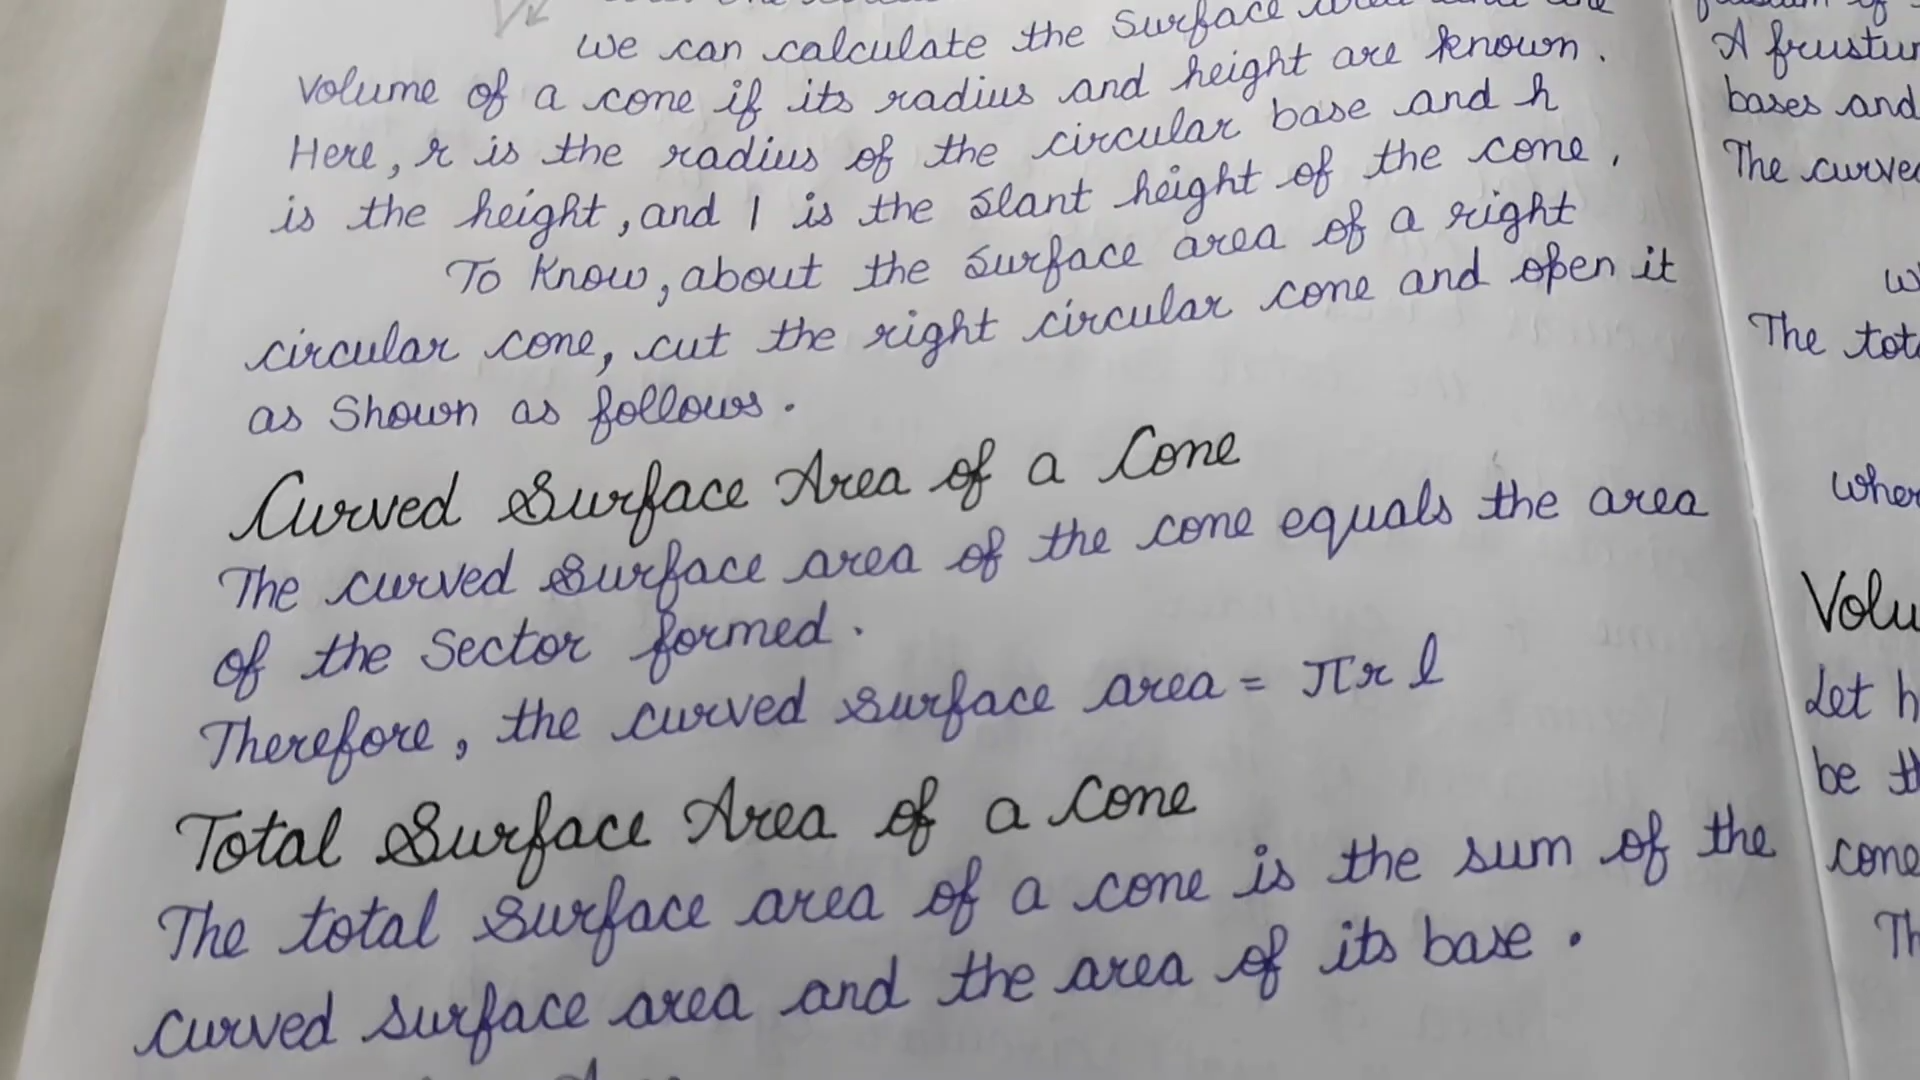 we can calculate the Surface
volume of a cone if its radius and height are known.
Here, r is the radius of the circular base and h
is the height, and l is the slant height of the cone.
To Know, about the surface area of a right
circular cone, cut the right circular cone and open it
as Shown as follows.
Curved Surface Area of a Cone
The curved surface area of the cone equals the area
of the Sector formed.
Therefore, the curved surface area = πr l
Total Surface Area of a Cone
The total surface area of a cone is the sum of the
curved surface area and the area of its base.
A frustu
bases and
The curve
w
The tot
wher
Volu
Let h
be th
cone
Th